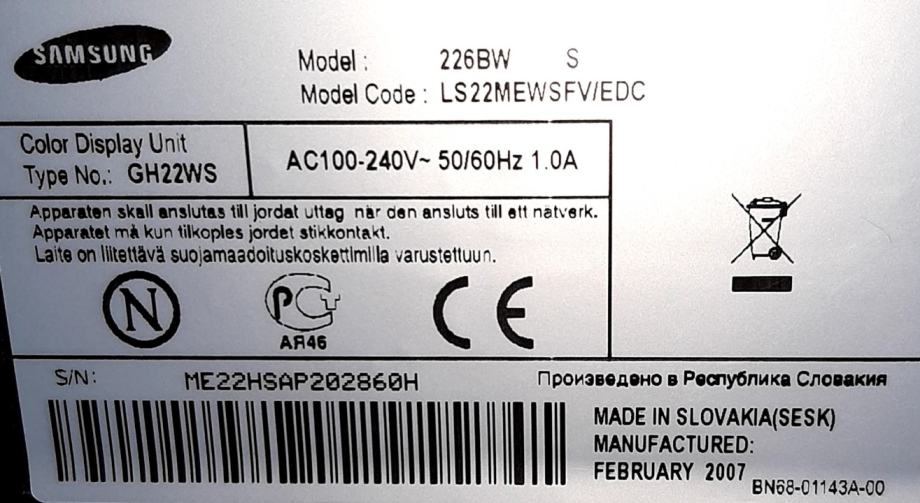 SAMSUNG
Model : 226BW S
Model Code : LS22MEWSFV/EDC
Color Display Unit
Type No.: GH22WS
AC100-240V~ 50/60Hz 1.0A
Apparaten skall anslutas till jordat uttag när den ansluts till ett nätverk.
Apparatet må kun tilkoples jordet stikkontakt.
Laite on liitettävä suojamaadoituskoskettimilla varustettuun.
N
PCT
АЯ46
CE
S/N: ME22HSAP202860H
Произведено в Республика Словакия
MADE IN SLOVAKIA(SESK)
MANUFACTURED:
FEBRUARY 2007
BN68-01143A-00